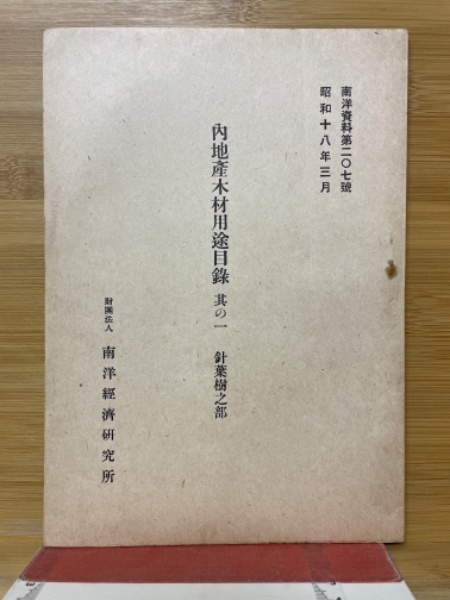 南洋資料第二〇七號
昭和十八年三月
內地產木材用途目錄 其の一 針葉樹之部
財團法人 南洋經濟硏究所